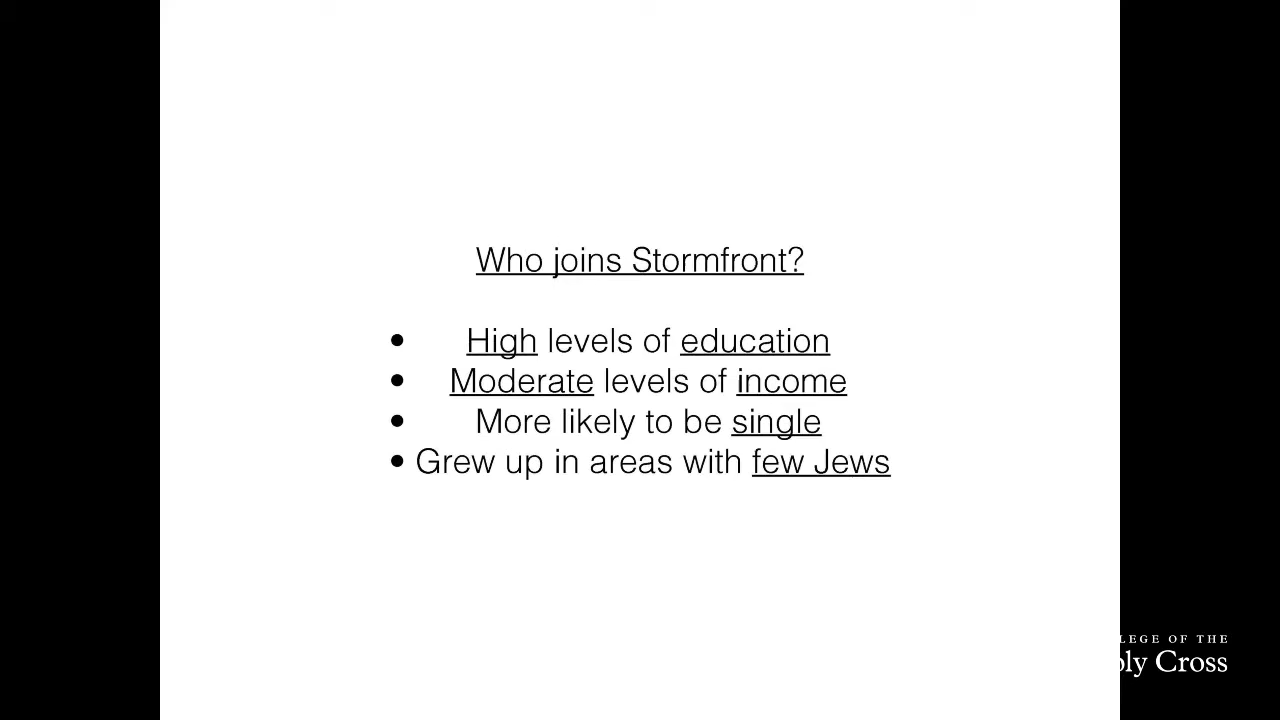 Who joins Stormfront?
• High levels of education
• Moderate levels of income
• More likely to be single
• Grew up in areas with few Jews
LLEGE OF THE
oly Cross